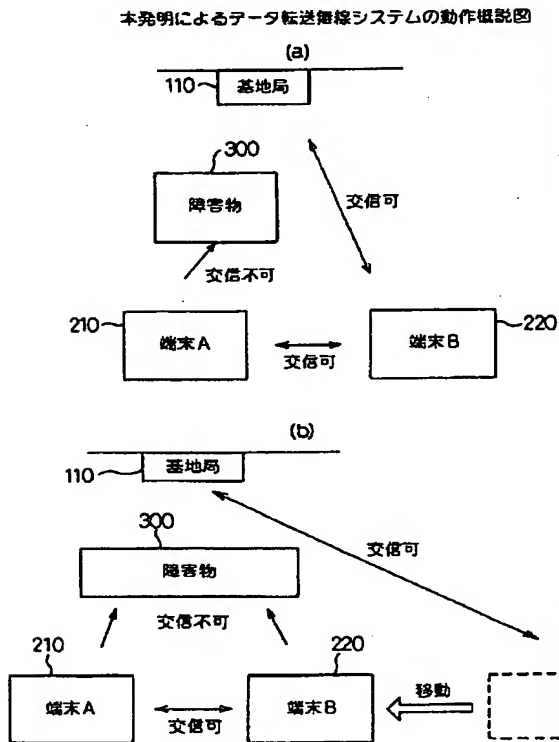 本発明によるデータ転送無線システムの動作概説図
(a)
110
基地局
300
障害物
交信可
交信不可
210
端末A
交信可
端末B
220
(b)
110
基地局
300
障害物
交信可
交信不可
210
端末A
交信可
220
端末B
移動